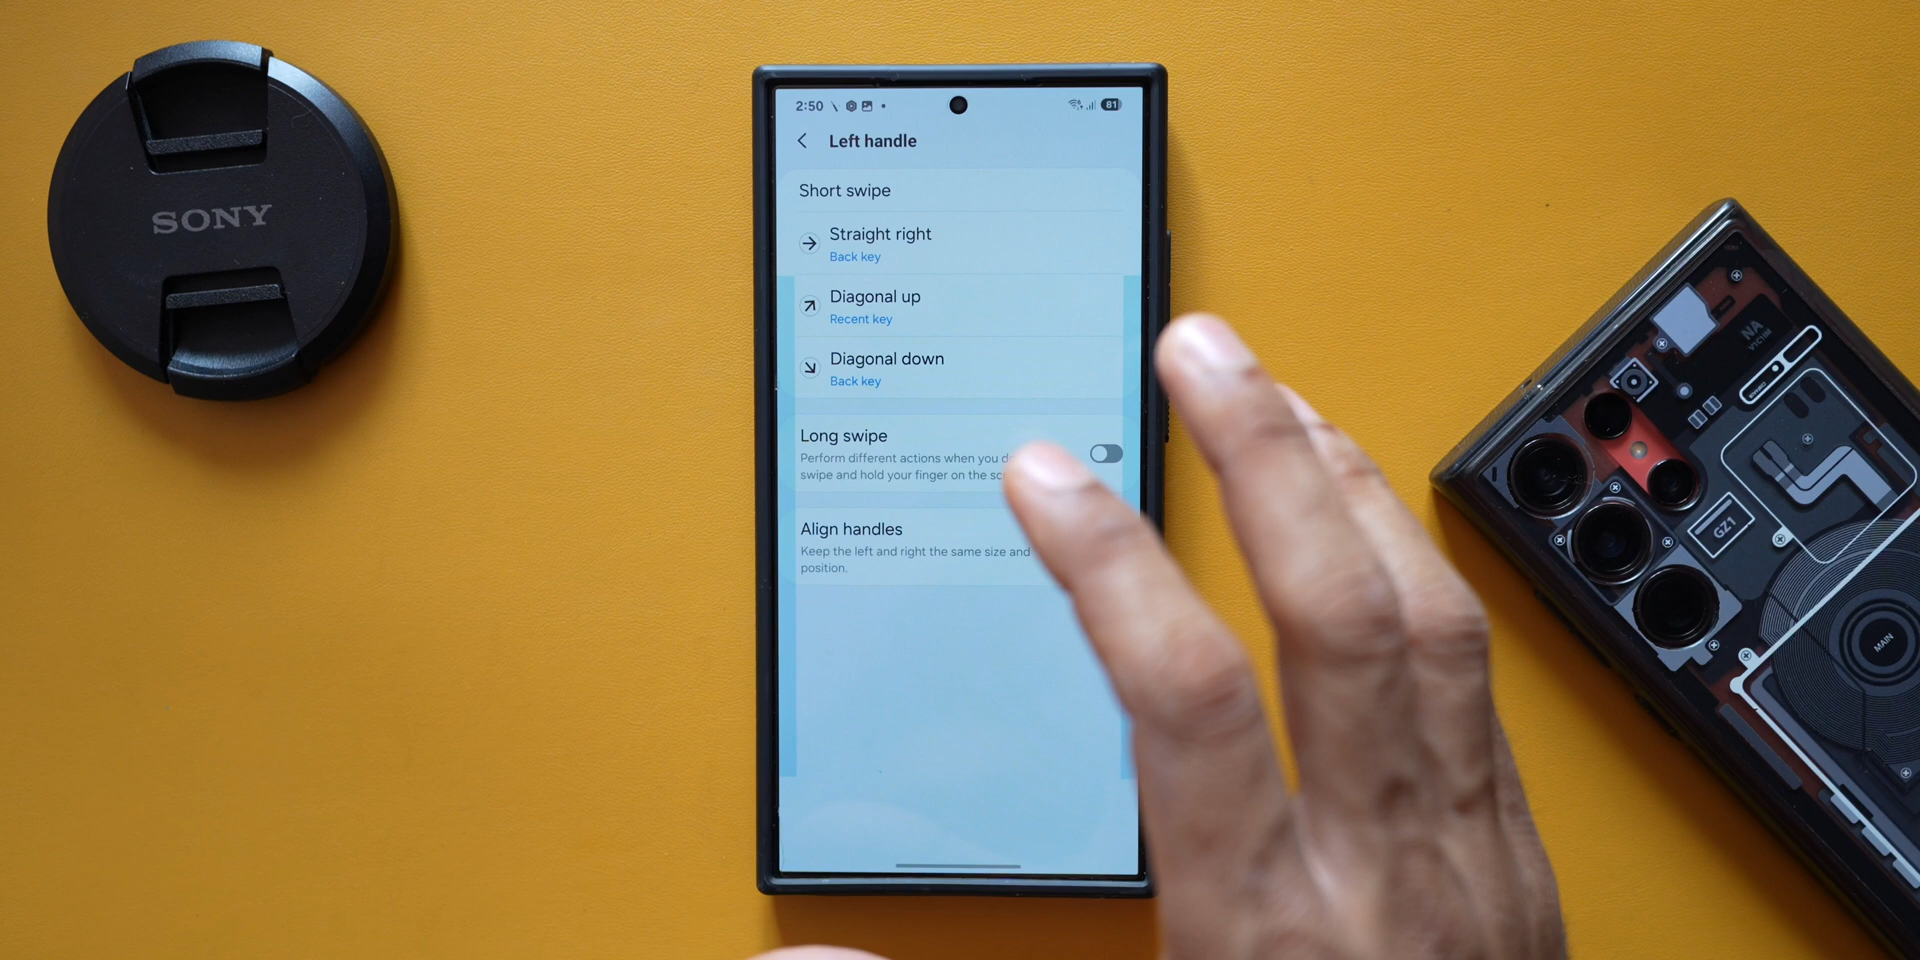 SONY
2:50
81
Left handle
Short swipe
Straight right
Back key
Diagonal up
Recent key
Diagonal down
Back key
Long swipe
Perform different actions when you
swipe and hold your finger on the
Align handles
Keep the left and right the same size and
position.
NA
GZ1
MAIN